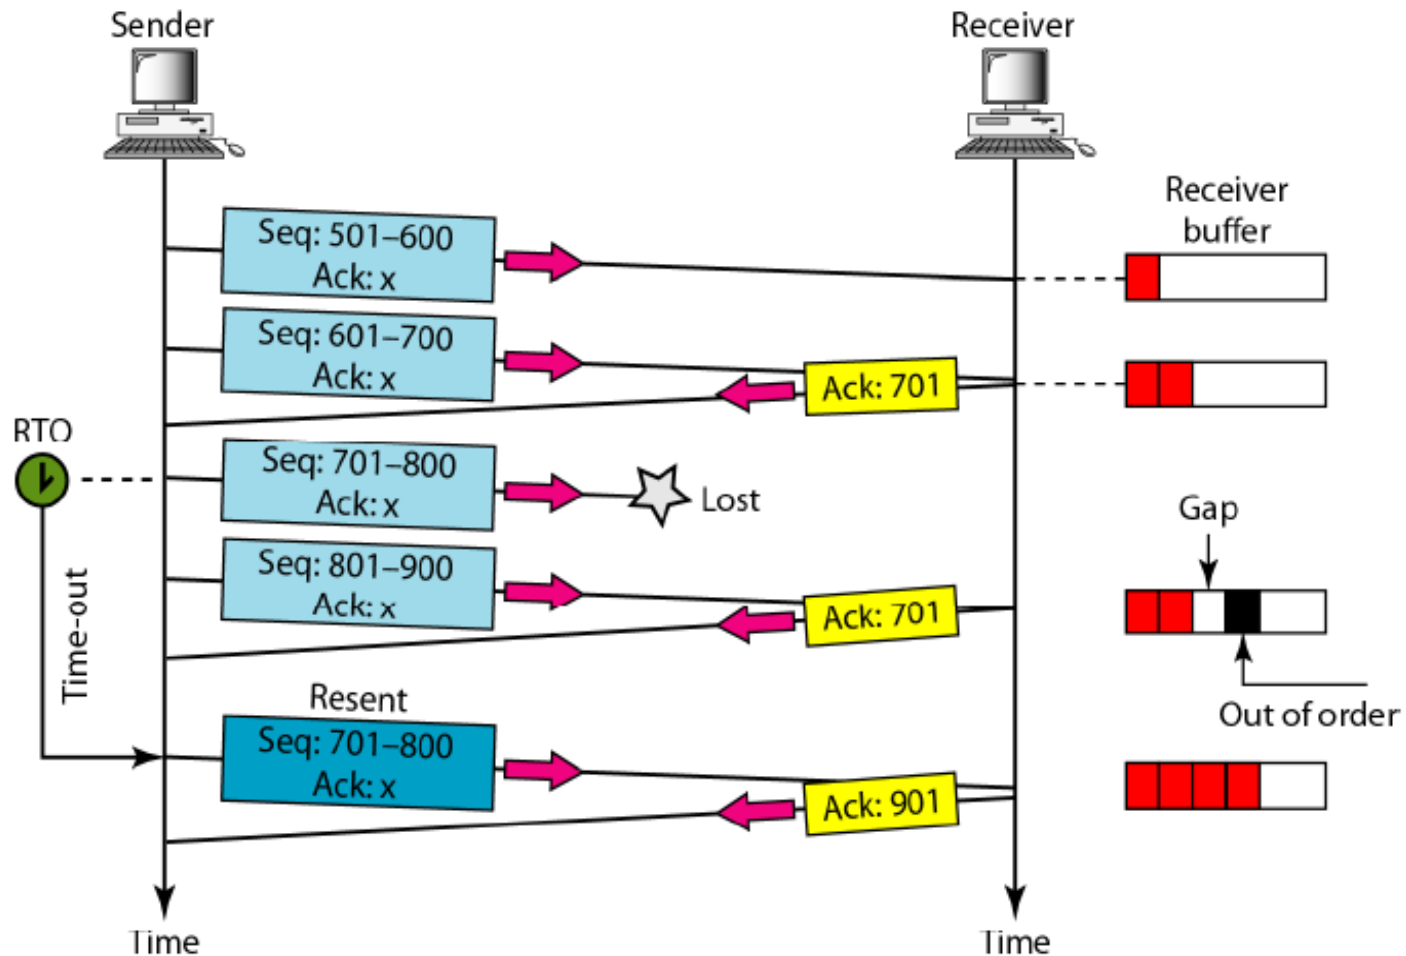 Sender
Receiver
Receiver
buffer
Seq: 501–600
Ack: x
Seq: 601–700
Ack: x
Ack: 701
RTO
Seq: 701–800
Ack: x
Lost
Gap
Time-out
Seq: 801–900
Ack: x
Ack: 701
Out of order
Resent
Seq: 701–800
Ack: x
Ack: 901
Time
Time